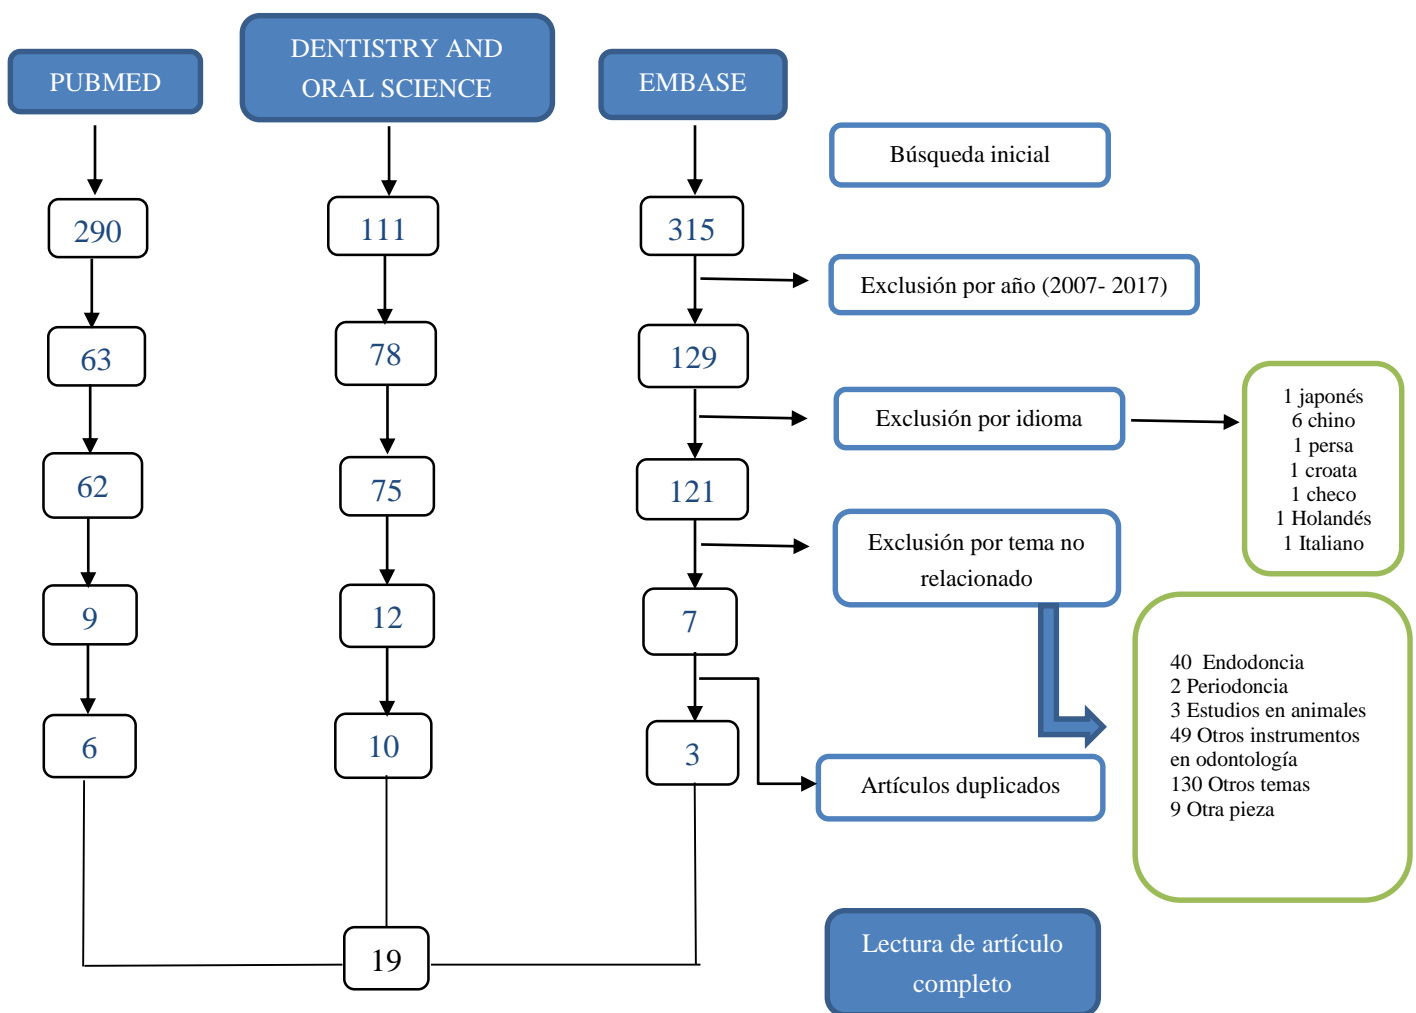 PUBMED
DENTISTRY AND
ORAL SCIENCE
EMBASE
Búsqueda inicial
290
111
315
Exclusión por año (2007- 2017)
63
78
129
Exclusión por idioma
1 japonés
6 chino
1 persa
1 croata
1 checo
1 Holandés
1 Italiano
62
75
121
Exclusión por tema no
relacionado
9
12
7
40  Endodoncia
2 Periodoncia
3 Estudios en animales
49 Otros instrumentos
en odontología
130 Otros temas
9 Otra pieza
6
10
3
Artículos duplicados
19
Lectura de artículo
completo